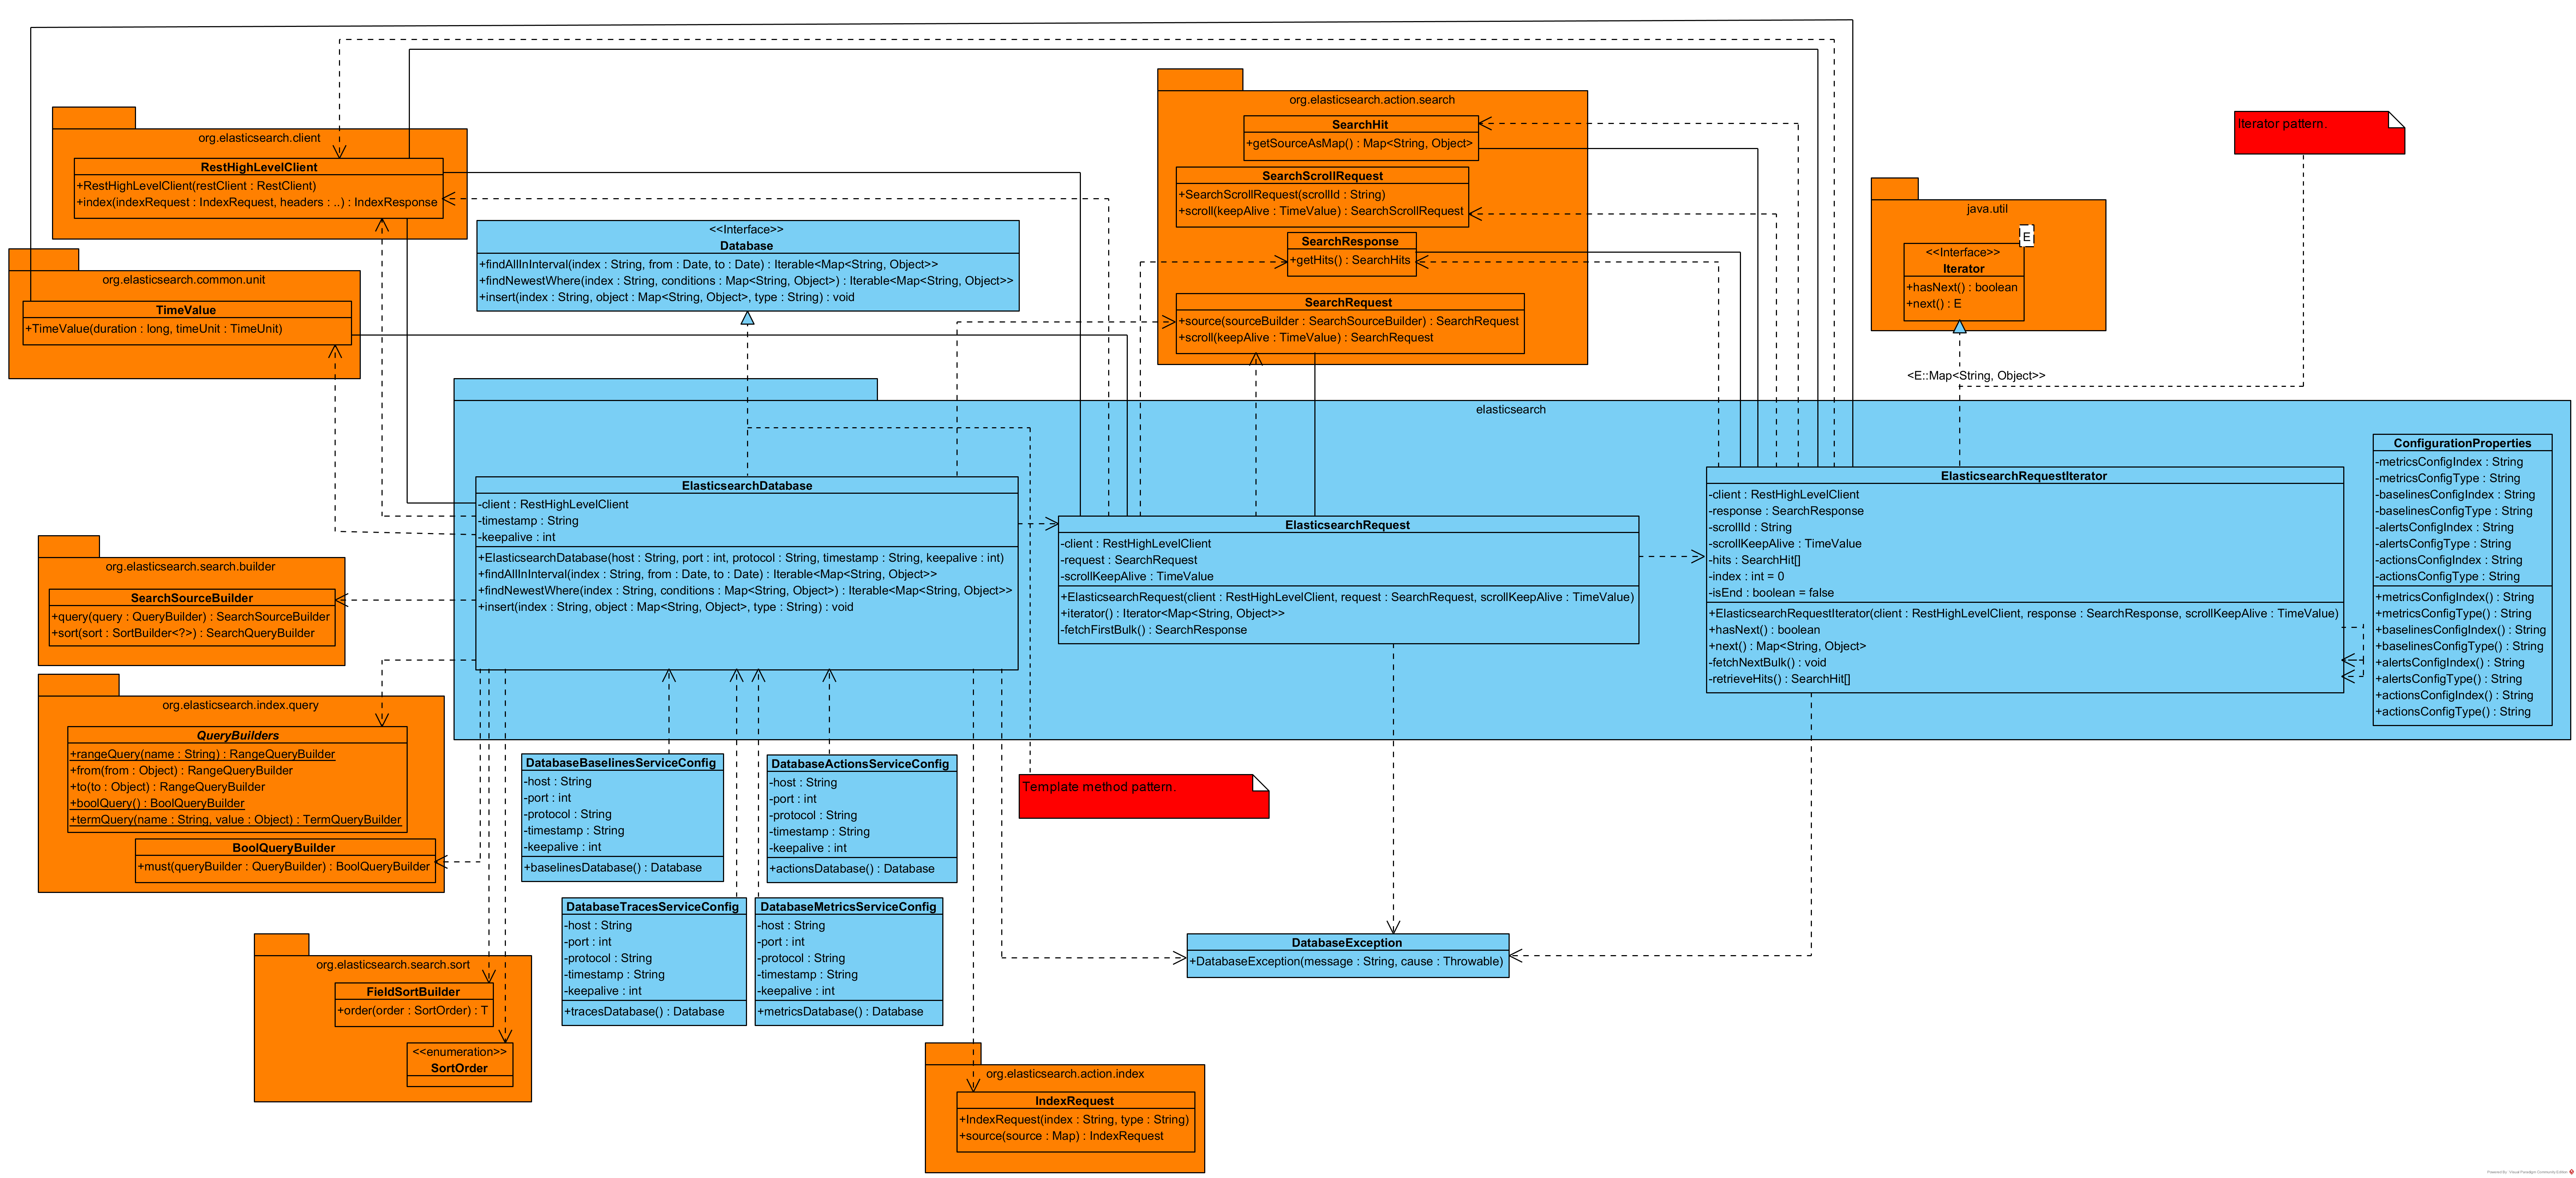 org.elasticsearch.client
RestHighLevelClient
+RestHighLevelClient(restClient : RestClient)
+index(indexRequest : IndexRequest, headers : ..) : IndexResponse
org.elasticsearch.common.unit
TimeValue
+TimeValue(duration : long, timeUnit : TimeUnit)
<<Interface>>
Database
+findAllInInterval(index : String, from : Date, to : Date) : Iterable<Map<String, Object>>
+findNewestWhere(index : String, conditions : Map<String, Object>) : Iterable<Map<String, Object>>
+insert(index : String, object : Map<String, Object>, type : String) : void
org.elasticsearch.action.search
SearchHit
+getSourceAsMap() : Map<String, Object>
SearchScrollRequest
+SearchScrollRequest(scrollId : String)
+scroll(keepAlive : TimeValue) : SearchScrollRequest
SearchResponse
+getHits() : SearchHits
SearchRequest
+source(sourceBuilder : SearchSourceBuilder) : SearchRequest
+scroll(keepAlive : TimeValue) : SearchRequest
Iterator pattern.
java.util
E
<<Interface>>
Iterator
+hasNext() : boolean
+next() : E
<E::Map<String, Object>>
elasticsearch
ElasticsearchDatabase
-client : RestHighLevelClient
-timestamp : String
-keepalive : int
+ElasticsearchDatabase(host : String, port : int, protocol : String, timestamp : String, keepalive : int)
+findAllInInterval(index : String, from : Date, to : Date) : Iterable<Map<String, Object>>
+findNewestWhere(index : String, conditions : Map<String, Object>) : Iterable<Map<String, Object>>
+insert(index : String, object : Map<String, Object>, type : String) : void
ElasticsearchRequest
-client : RestHighLevelClient
-request : SearchRequest
-scrollKeepAlive : TimeValue
+ElasticsearchRequest(client : RestHighLevelClient, request : SearchRequest, scrollKeepAlive : TimeValue)
+iterator() : Iterator<Map<String, Object>>
-fetchFirstBulk() : SearchResponse
ElasticsearchRequestIterator
-client : RestHighLevelClient
-response : SearchResponse
-scrollId : String
-scrollKeepAlive : TimeValue
-hits : SearchHit[]
-index : int = 0
-isEnd : boolean = false
+ElasticsearchRequestIterator(client : RestHighLevelClient, response : SearchResponse, scrollKeepAlive : TimeValue)
+hasNext() : boolean
+next() : Map<String, Object>
-fetchNextBulk() : void
-retrieveHits() : SearchHit[]
ConfigurationProperties
-metricsConfigIndex : String
-metricsConfigType : String
-baselinesConfigIndex : String
-baselinesConfigType : String
-alertsConfigIndex : String
-alertsConfigType : String
-actionsConfigIndex : String
-actionsConfigType : String
+metricsConfigIndex() : String
+metricsConfigType() : String
+baselinesConfigIndex() : String
+baselinesConfigType() : String
+alertsConfigIndex() : String
+alertsConfigType() : String
+actionsConfigIndex() : String
+actionsConfigType() : String
org.elasticsearch.search.builder
SearchSourceBuilder
+query(query : QueryBuilder) : SearchSourceBuilder
+sort(sort : SortBuilder<?>) : SearchQueryBuilder
org.elasticsearch.index.query
QueryBuilders
+rangeQuery(name : String) : RangeQueryBuilder
+from(from : Object) : RangeQueryBuilder
+to(to : Object) : RangeQueryBuilder
+boolQuery() : BoolQueryBuilder
+termQuery(name : String, value : Object) : TermQueryBuilder
BoolQueryBuilder
+must(queryBuilder : QueryBuilder) : BoolQueryBuilder
DatabaseBaselinesServiceConfig
-host : String
-port : int
-protocol : String
-timestamp : String
-keepalive : int
+baselinesDatabase() : Database
DatabaseActionsServiceConfig
-host : String
-port : int
-protocol : String
-timestamp : String
-keepalive : int
+actionsDatabase() : Database
Template method pattern.
DatabaseTracesServiceConfig
-host : String
-port : int
-protocol : String
-timestamp : String
-keepalive : int
+tracesDatabase() : Database
DatabaseMetricsServiceConfig
-host : String
-port : int
-protocol : String
-timestamp : String
-keepalive : int
+metricsDatabase() : Database
DatabaseException
+DatabaseException(message : String, cause : Throwable)
org.elasticsearch.search.sort
FieldSortBuilder
+order(order : SortOrder) : T
<<enumeration>>
SortOrder
org.elasticsearch.action.index
IndexRequest
+IndexRequest(index : String, type : String)
+source(source : Map) : IndexRequest
Powered By Visual Paradigm Community Edition